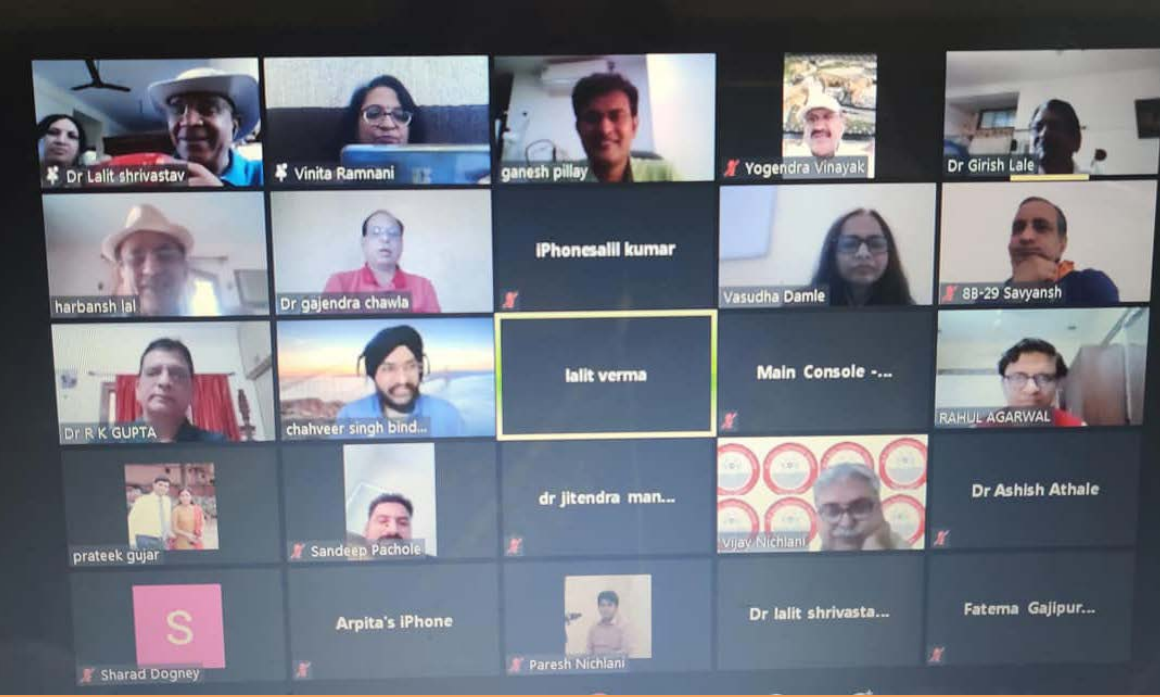 Dr Lalit shrivastav
Vinita Ramnani
ganesh pillay
Yogendra Vinayak
Dr Girish Lale
harbansh lal
Dr gajendra chawla
iPhonesalil kumar
Vasudha Damle
8B-29 Savyansh
Dr R K GUPTA
chahveer singh bind...
lalit verma
Main Console -...
RAHUL AGARWAL
prateek gujar
Sandeep Pachole
dr jitendra man...
Vijay Nichlani
Dr Ashish Athale
S
Sharad Dogney
Arpita's iPhone
Paresh Nichlani
Dr lalit shrivasta...
Fatema Gajipur...